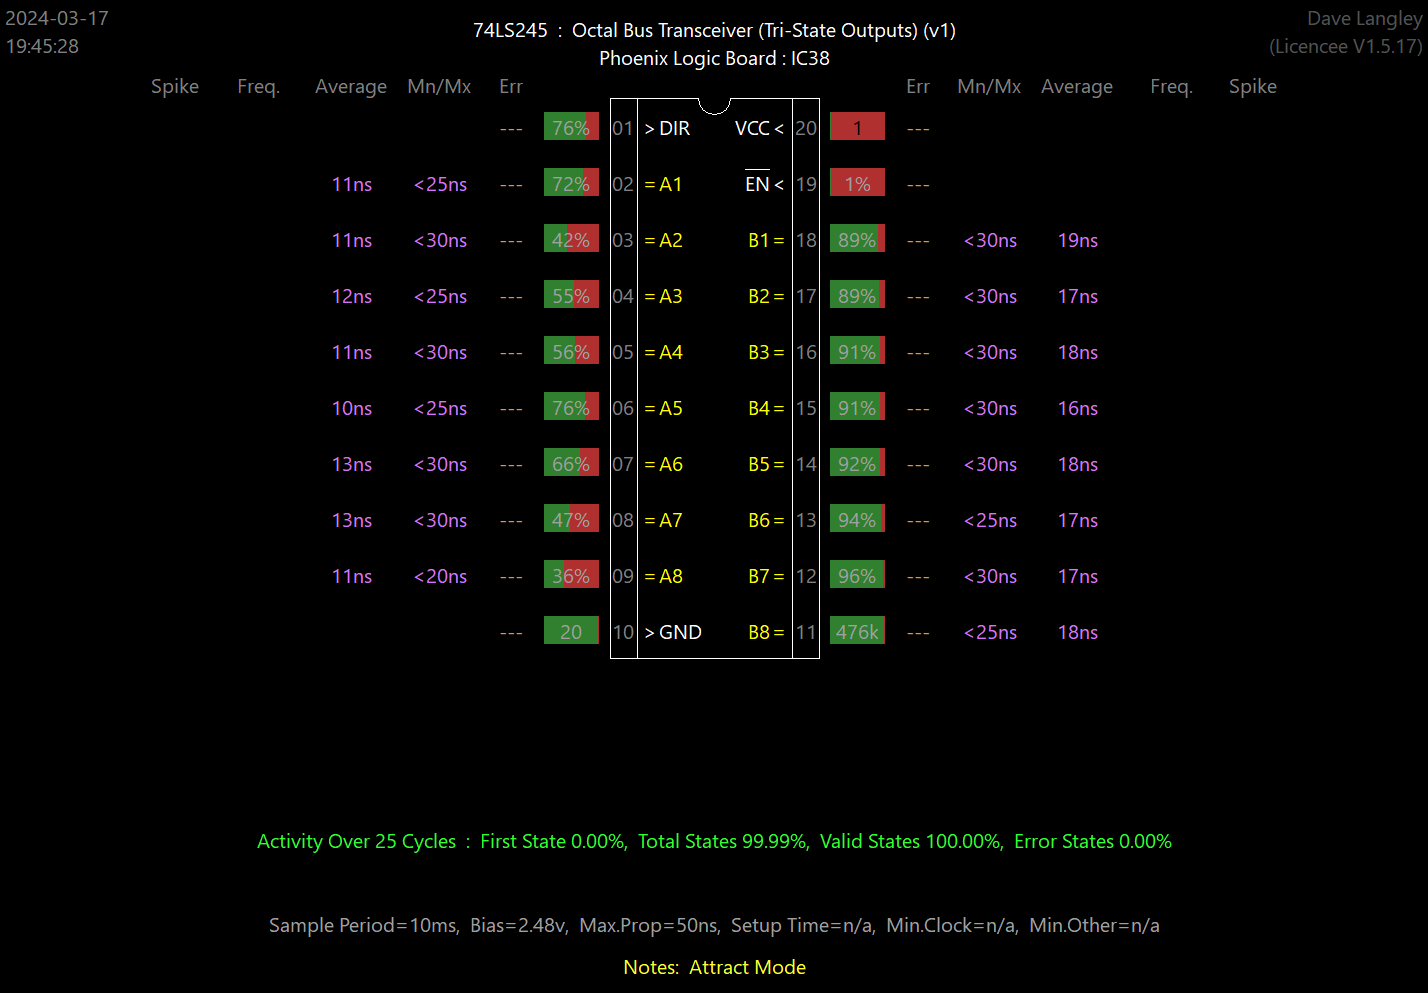 2024-03-17
19:45:28
74LS245 : Octal Bus Transceiver (Tri-State Outputs) (v1)
Phoenix Logic Board : IC38
Dave Langley
(Licencee V1.5.17)
Spike Freq. Average Mn/Mx Err Err Mn/Mx Average Freq. Spike
--- 76% 01 > DIR VCC < 20 1 ---
11ns <25ns --- 72% 02 = A1 EN < 19 1% ---
11ns <30ns --- 42% 03 = A2 B1 = 18 89% --- <30ns 19ns
12ns <25ns --- 55% 04 = A3 B2 = 17 89% --- <30ns 17ns
11ns <30ns --- 56% 05 = A4 B3 = 16 91% --- <30ns 18ns
10ns <25ns --- 76% 06 = A5 B4 = 15 91% --- <30ns 16ns
13ns <30ns --- 66% 07 = A6 B5 = 14 92% --- <30ns 18ns
13ns <30ns --- 47% 08 = A7 B6 = 13 94% --- <25ns 17ns
11ns <20ns --- 36% 09 = A8 B7 = 12 96% --- <30ns 17ns
--- 20 10 > GND B8 = 11 476k --- <25ns 18ns
Activity Over 25 Cycles : First State 0.00%, Total States 99.99%, Valid States 100.00%, Error States 0.00%
Sample Period=10ms, Bias=2.48v, Max.Prop=50ns, Setup Time=n/a, Min.Clock=n/a, Min.Other=n/a
Notes: Attract Mode